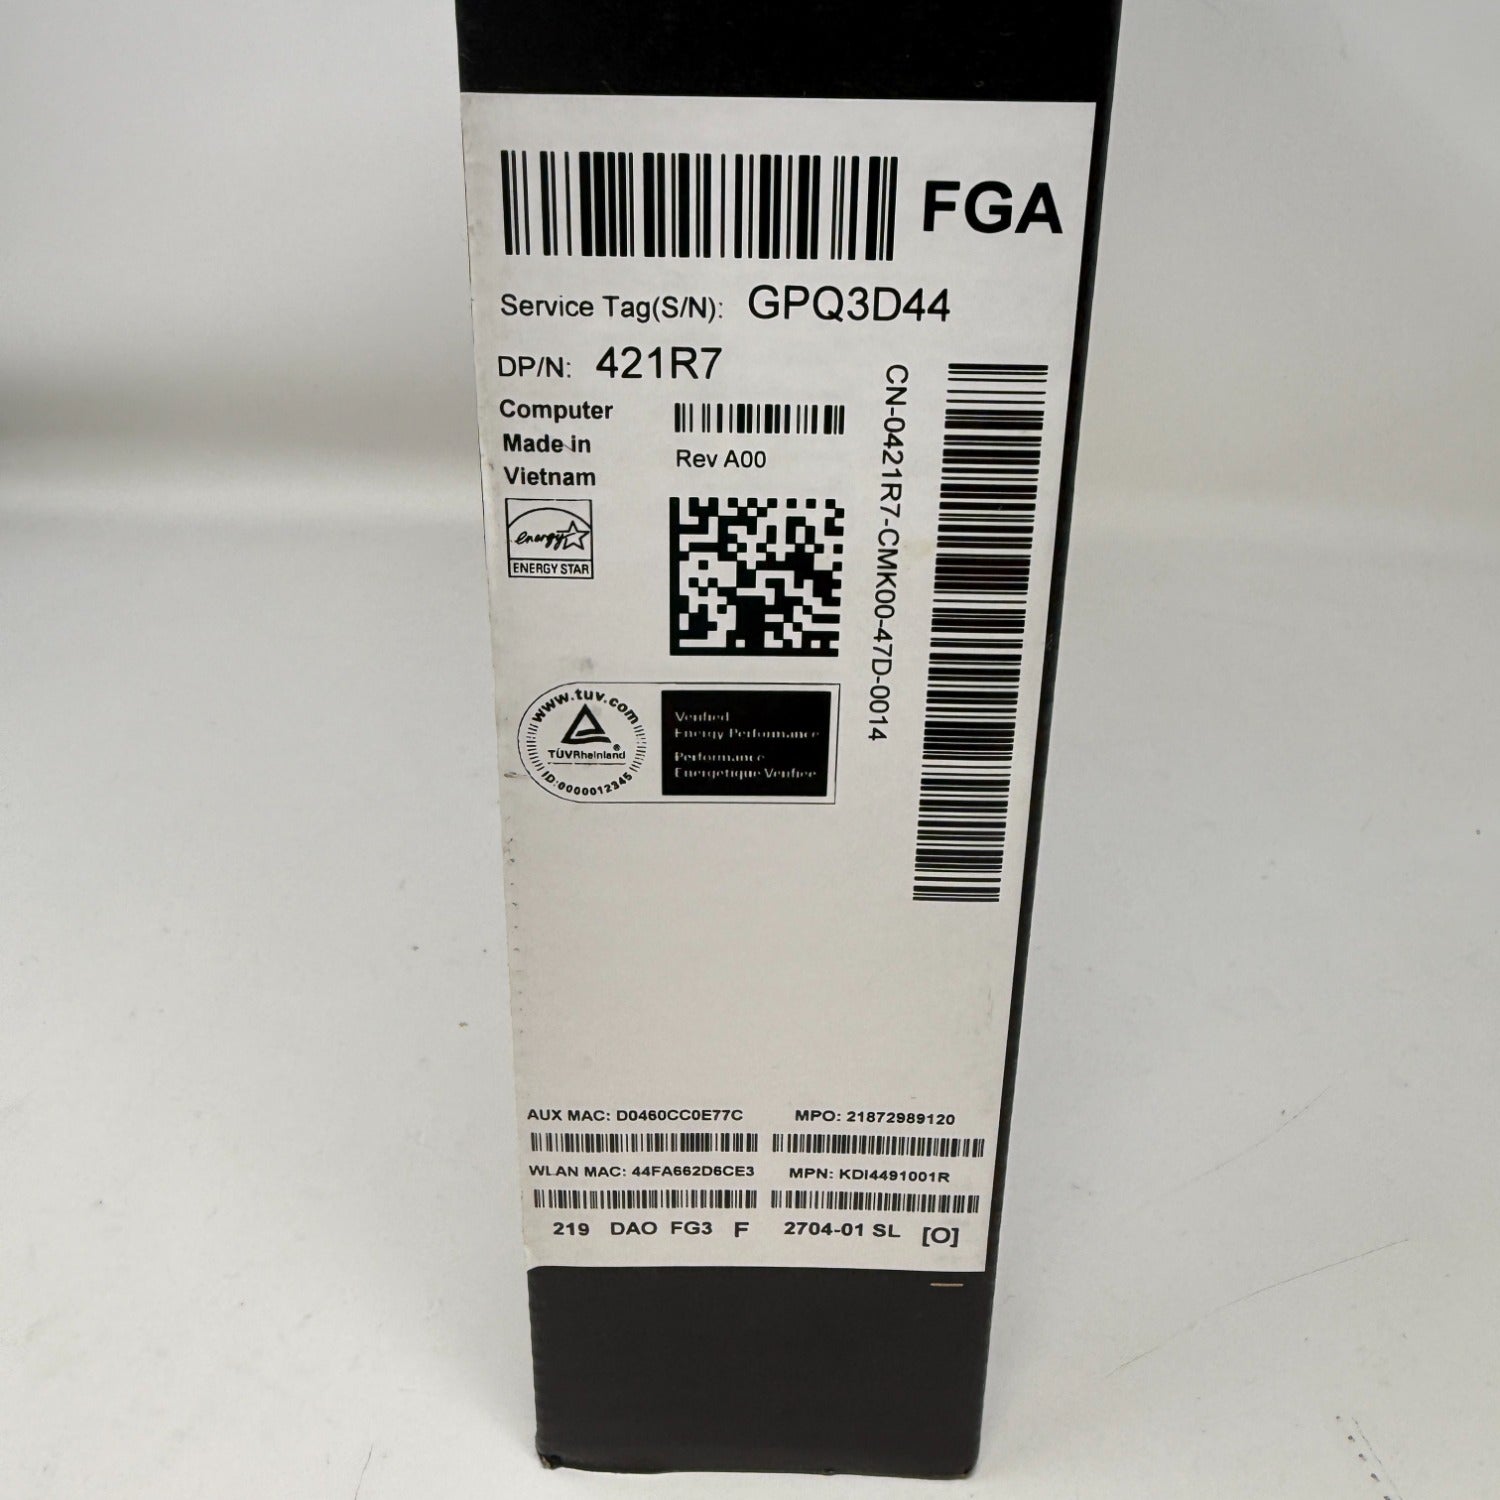 FGA
Service Tag(S/N): GPQ3D44
DP/N: 421R7
Computer
Made in
Vietnam
Rev A00
CN-0421R7-CMK00-47D-0014
energy
ENERGY STAR
www.tuv.com
TÜVRheinland®
ID:0000012345
Verified
Energy Performance
Performance
Energetique Verifiee
AUX MAC: D0460CC0E77C
MPO: 21872989120
WLAN MAC: 44FA662D6CE3
MPN: KDI4491001R
219 DAO FG3 F 2704-01 SL [O]